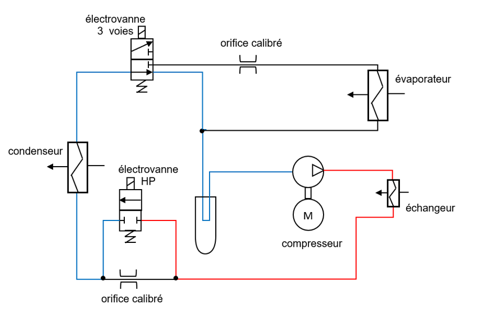 électrovanne
3 voies
orifice calibré
évaporateur
condenseur
électrovanne
HP
M
compresseur
échangeur
orifice calibré